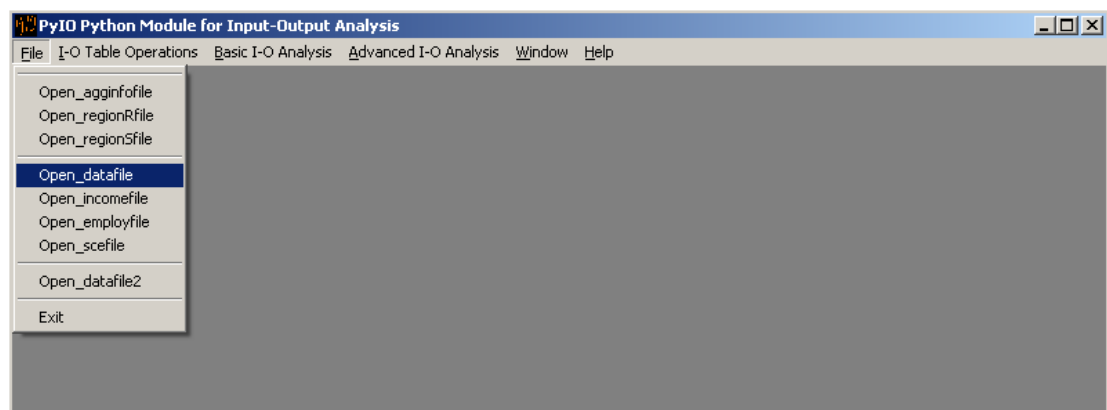 PyIO Python Module for Input-Output Analysis
File I-O Table Operations Basic I-O Analysis Advanced I-O Analysis Window Help
Open_agginfofile
Open_regionRfile
Open_regionSfile
Open_datafile
Open_incomefile
Open_employfile
Open_scefile
Open_datafile2
Exit